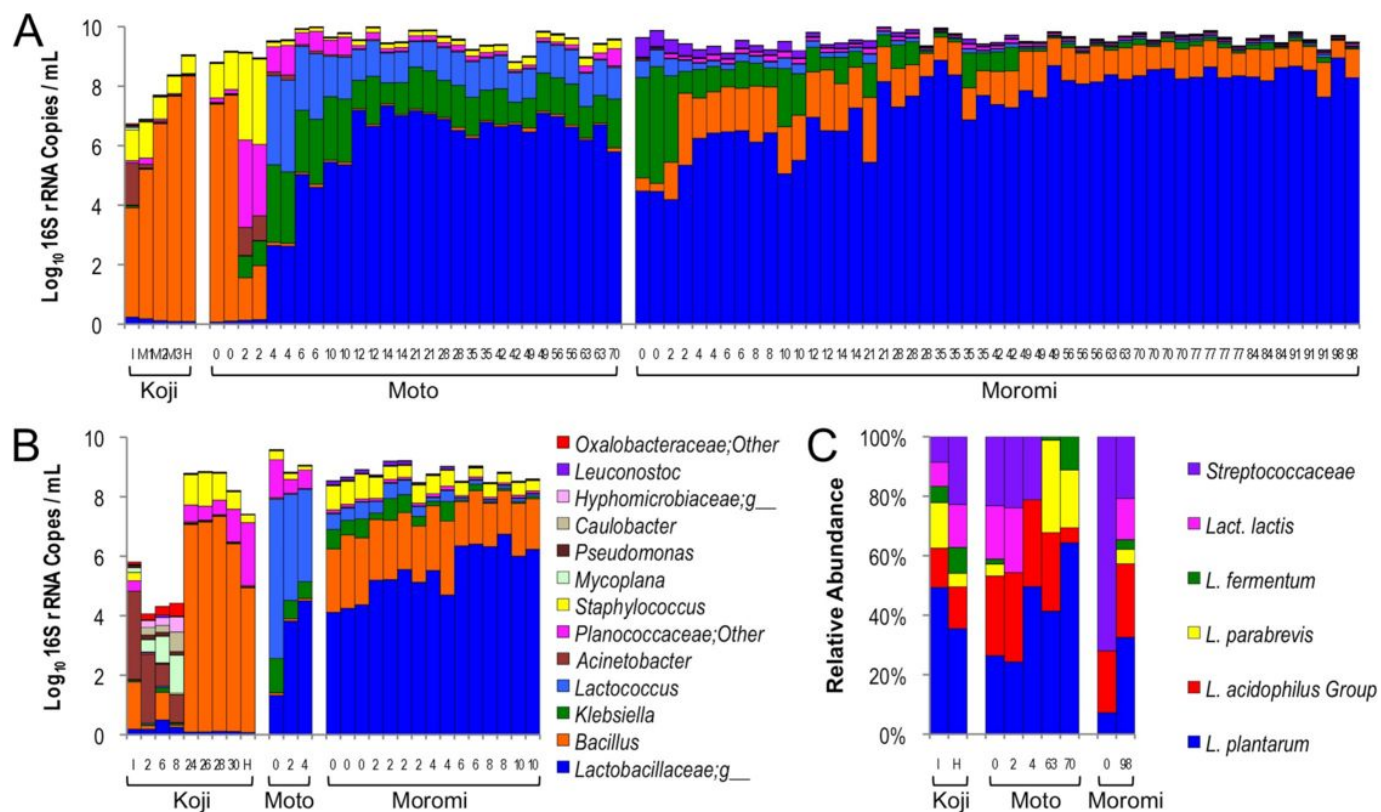 A
10
8
6
4
2
0
Log10 16S rRNA Copies / mL
I M1 M2 M3 H 0 0 2 2 4 4 6 6 10 10 12 12 14 14 21 21 28 28 35 35 42 42 49 49 56 56 63 63 70 0 0 2 2 4 4 6 6 8 8 10 10 12 12 14 14 21 21 28 28 28 35 35 35 42 42 49 49 49 56 56 56 63 63 70 70 70 70 77 77 77 77 84 84 84 91 91 91 98 98
Koji Moto Moromi
B
10
8
6
4
2
0
Log10 16S rRNA Copes / mL
I 2 6 8 24 26 28 30 H 0 2 4 0 0 0 2 2 2 2 4 4 6 6 8 8 10 10
Koji Moto Moromi
Oxalobacteraceae;Other
Leuconostoc
Hyphomicrobiaceae;g__
Caulobacter
Pseudomonas
Mycoplana
Staphylococcus
Planococcaceae;Other
Acinetobacter
Lactococcus
Klebsiella
Bacillus
Lactobacillaceae;g__
C
100%
80%
60%
40%
20%
0%
Relative Abundance
I H 0 2 4 63 70 0 98
Koji Moto Moromi
Streptococcaceae
Lact. lactis
L. fermentum
L. parabrevis
L. acidophilus Group
L. plantarum